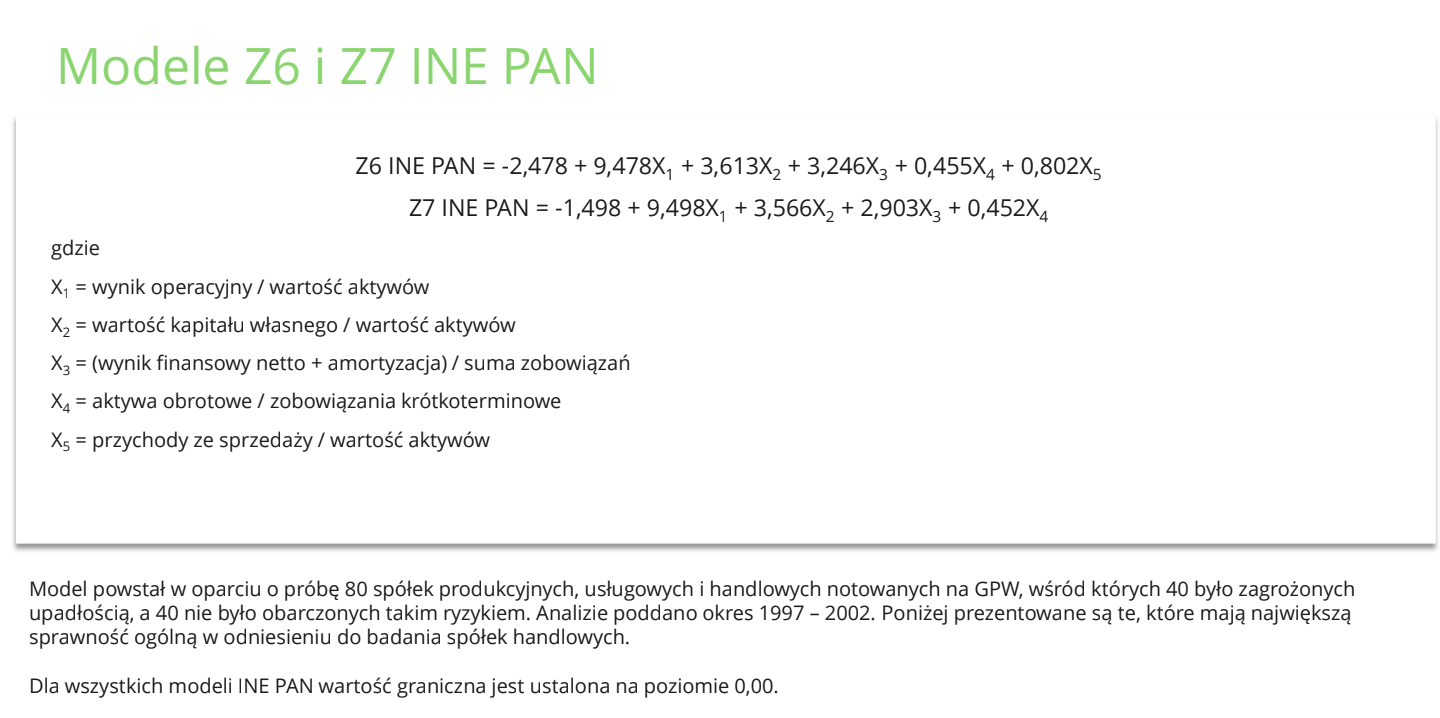 Modele Z6 i Z7 INE PAN
Z6 INE PAN = -2,478 + 9,478X₁ + 3,613X₂ + 3,246X₃ + 0,455X₄ + 0,802X₅
Z7 INE PAN = -1,498 + 9,498X₁ + 3,566X₂ + 2,903X₃ + 0,452X₄
gdzie
X₁ = wynik operacyjny / wartość aktywów
X₂ = wartość kapitału własnego / wartość aktywów
X₃ = (wynik finansowy netto + amortyzacja) / suma zobowiązań
X₄ = aktywa obrotowe / zobowiązania krótkoterminowe
X₅ = przychody ze sprzedaży / wartość aktywów
Model powstał w oparciu o próbę 80 spółek produkcyjnych, usługowych i handlowych notowanych na GPW, wśród których 40 było zagrożonych
upadłością, a 40 nie było obarczonych takim ryzykiem. Analizie poddano okres 1997 – 2002. Poniżej prezentowane są te, które mają największą
sprawność ogólną w odniesieniu do badania spółek handlowych.
Dla wszystkich modeli INE PAN wartość graniczna jest ustalona na poziomie 0,00.